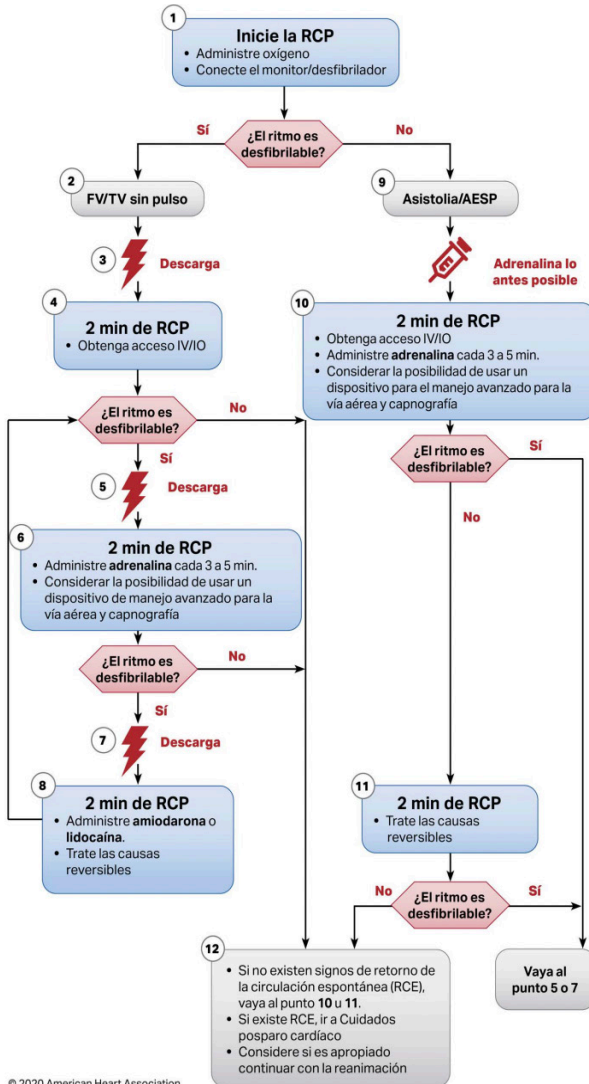 1
Inicie la RCP
• Administre oxígeno
• Conecte el monitor/desfibrilador
Sí
¿El ritmo es
desfibrilable?
No
2
FV/TV sin pulso
9
Asistolia/AESP
3
Descarga
Adrenalina lo
antes posible
4
2 min de RCP
• Obtenga acceso IV/IO
10
2 min de RCP
• Obtenga acceso IV/IO
• Administre adrenalina cada 3 a 5 min.
• Considerar la posibilidad de usar un
dispositivo para el manejo avanzado para la
vía aérea y capnografía
¿El ritmo es
desfibrilable?
No
Sí
¿El ritmo es
desfibrilable?
Sí
No
5
Descarga
6
2 min de RCP
• Administre adrenalina cada 3 a 5 min.
• Considerar la posibilidad de usar un
dispositivo de manejo avanzado para la
vía aérea y capnografía
¿El ritmo es
desfibrilable?
No
Sí
7
Descarga
8
2 min de RCP
• Administre amiodarona o
lidocaína.
• Trate las causas
reversibles
11
2 min de RCP
• Trate las causas
reversibles
No
¿El ritmo es
desfibrilable?
Sí
12
• Si no existen signos de retorno de
la circulación espontánea (RCE),
vaya al punto 10 u 11.
• Si existe RCE, ir a Cuidados
posparo cardíaco
• Considere si es apropiado
continuar con la reanimación
Vaya al
punto 5 o 7
© 2020 American Heart Association